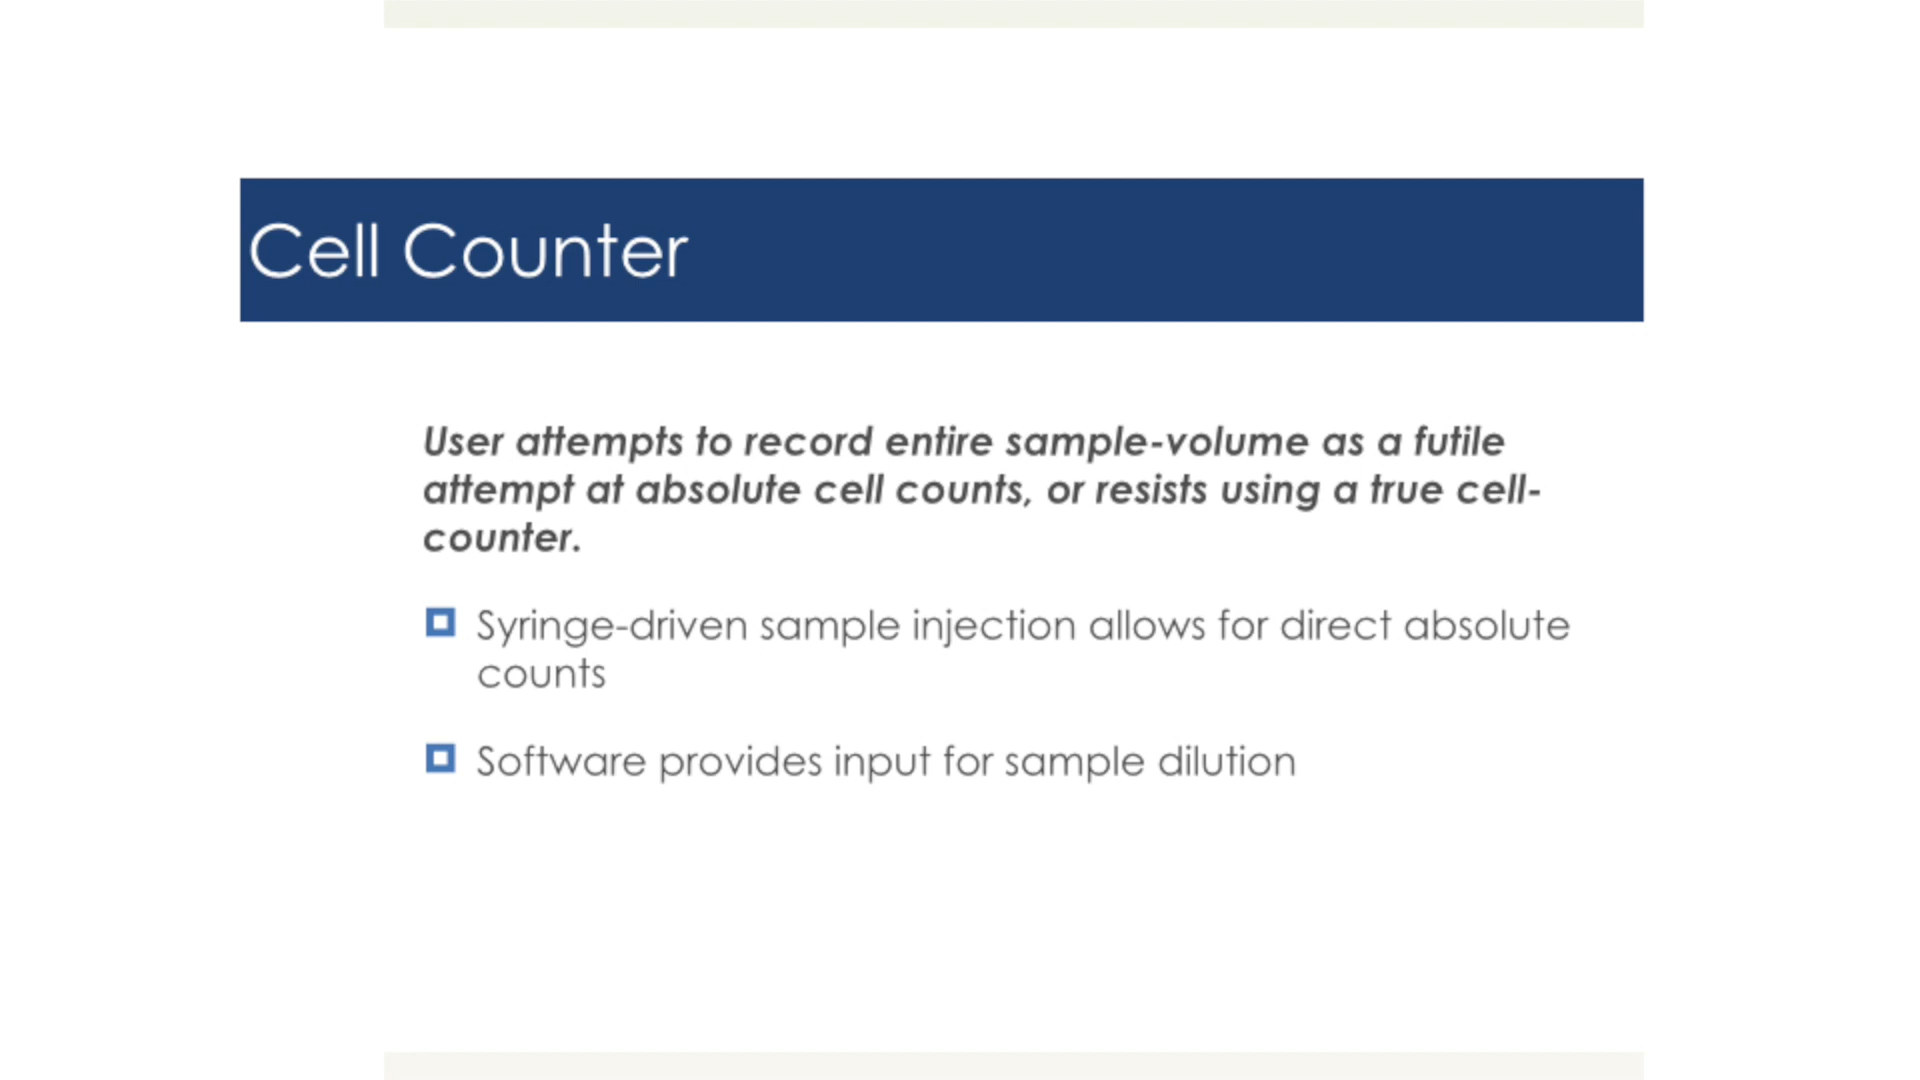 Cell Counter
User attempts to record entire sample-volume as a futile
attempt at absolute cell counts, or resists using a true cell-
counter.
Syringe-driven sample injection allows for direct absolute
counts
Software provides input for sample dilution